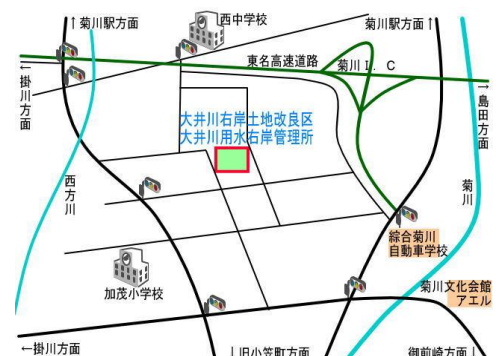 ↑菊川駅方面
西中学校
菊川駅方面↑
東名高速道路
菊川I．C
←掛川方面
→島田方面
大井川右岸土地改良区
大井川用水右岸管理所
西方川
菊川
綜合菊川
自動車学校
加茂小学校
菊川文化会館
アエル
←掛川方面
↓旧小笠町方面
御前崎方面↓